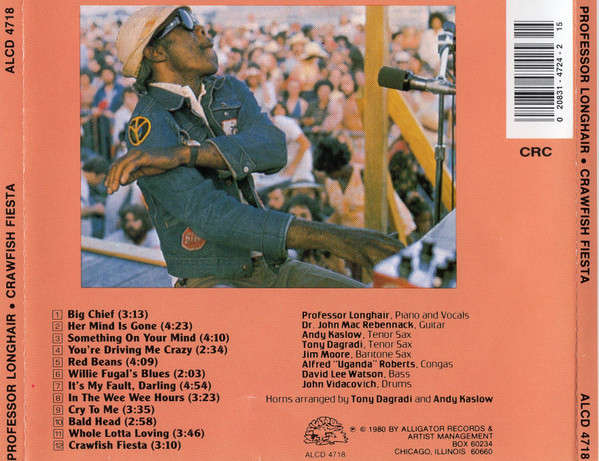 ALCD 4718
PROFESSOR LONGHAIR • CRAWFISH FIESTA
1 Big Chief (3:13)
2 Her Mind Is Gone (4:23)
3 Something On Your Mind (4:10)
4 You're Driving Me Crazy (2:34)
5 Red Beans (4:09)
6 Willie Fugal's Blues (2:03)
7 It's My Fault, Darling (4:54)
8 In The Wee Wee Hours (3:23)
9 Cry To Me (3:35)
10 Bald Head (2:58)
11 Whole Lotta Loving (3:46)
12 Crawfish Fiesta (3:10)
Professor Longhair, Piano and Vocals
Dr. John Mac Rebennack, Guitar
Andy Kaslow, Tenor Sax
Tony Dagradi, Tenor Sax
Jim Moore, Baritone Sax
Alfred "Uganda" Roberts, Congas
David Lee Watson, Bass
John Vidacovich, Drums
Horns arranged by Tony Dagradi and Andy Kaslow
ALCD 4718
℗ © 1980 BY ALLIGATOR RECORDS &
ARTIST MANAGEMENT
BOX 60234
CHICAGO, ILLINOIS 60660
0 20831-4724-2 15
CRC
PROFESSOR LONGHAIR • CRAWFISH FIESTA
ALCD 4718